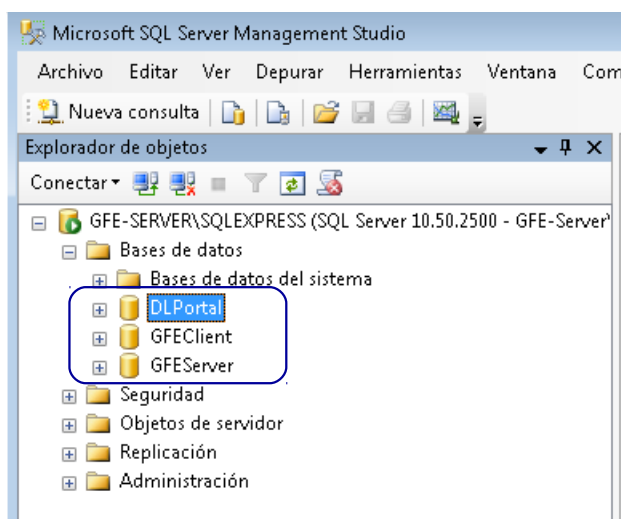 Microsoft SQL Server Management Studio
Archivo Editar Ver Depurar Herramientas Ventana Com
Nueva consulta
Explorador de objetos
Conectar
GFE-SERVER\SQLEXPRESS (SQL Server 10.50.2500 - GFE-Server\
Bases de datos
Bases de datos del sistema
DLPortal
GFEClient
GFEServer
Seguridad
Objetos de servidor
Replicación
Administración